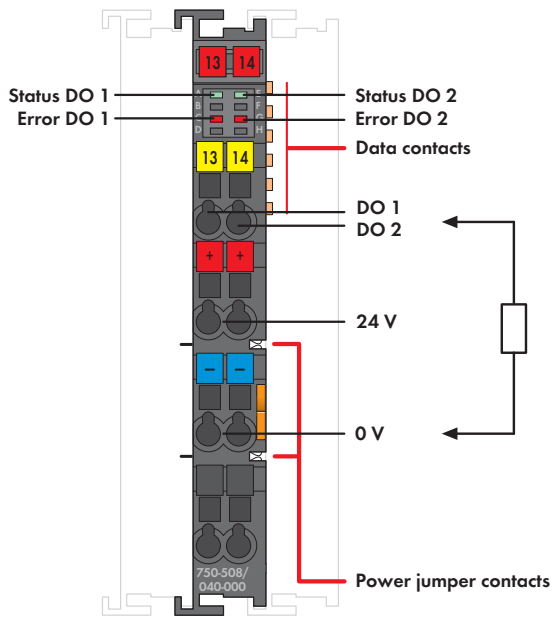 13 14
Status DO 1 A E Status DO 2
B F
Error DO 1 C G Error DO 2
D H
Data contacts
13 14
DO 1
DO 2
+ +
24 V
− −
0 V
750-508/
040-000
Power jumper contacts